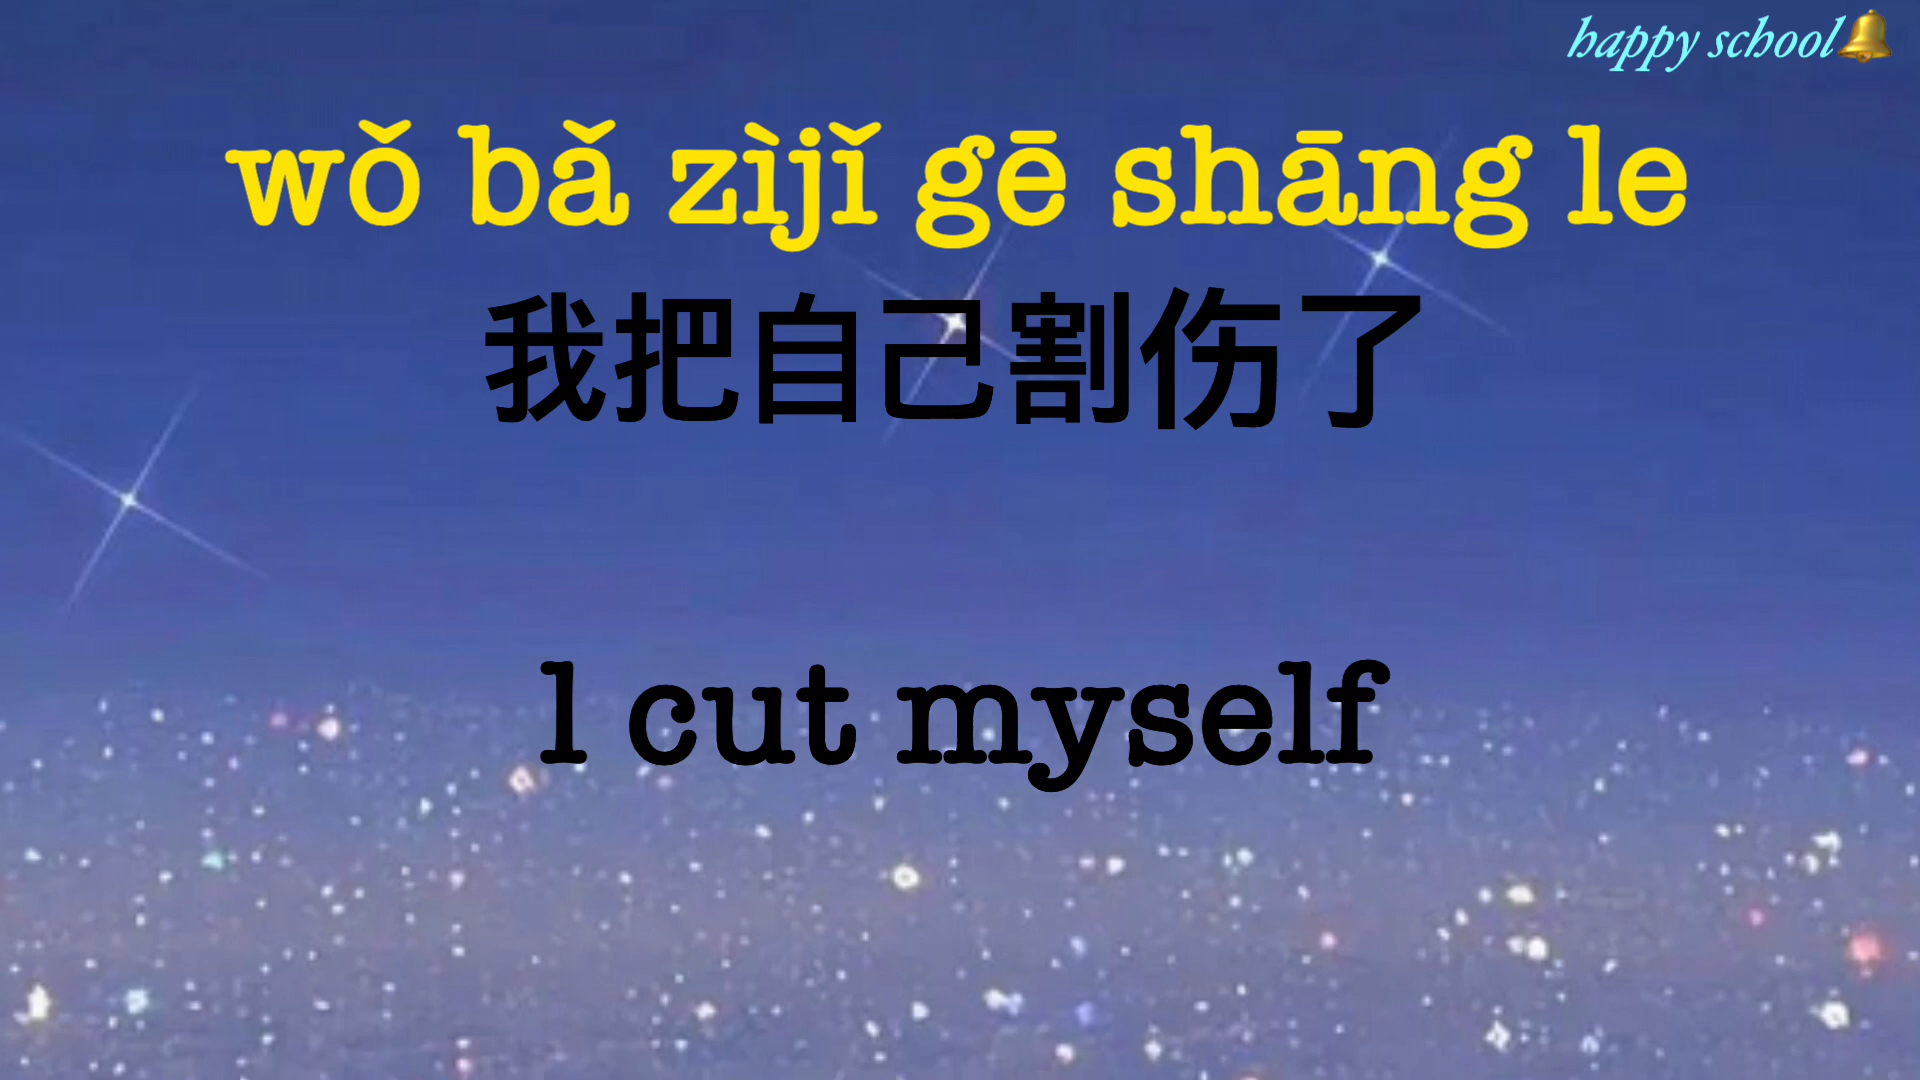 happy school🔔
wǒ bǎ zìjǐ gē shāng le
我把自己割伤了
l cut myself